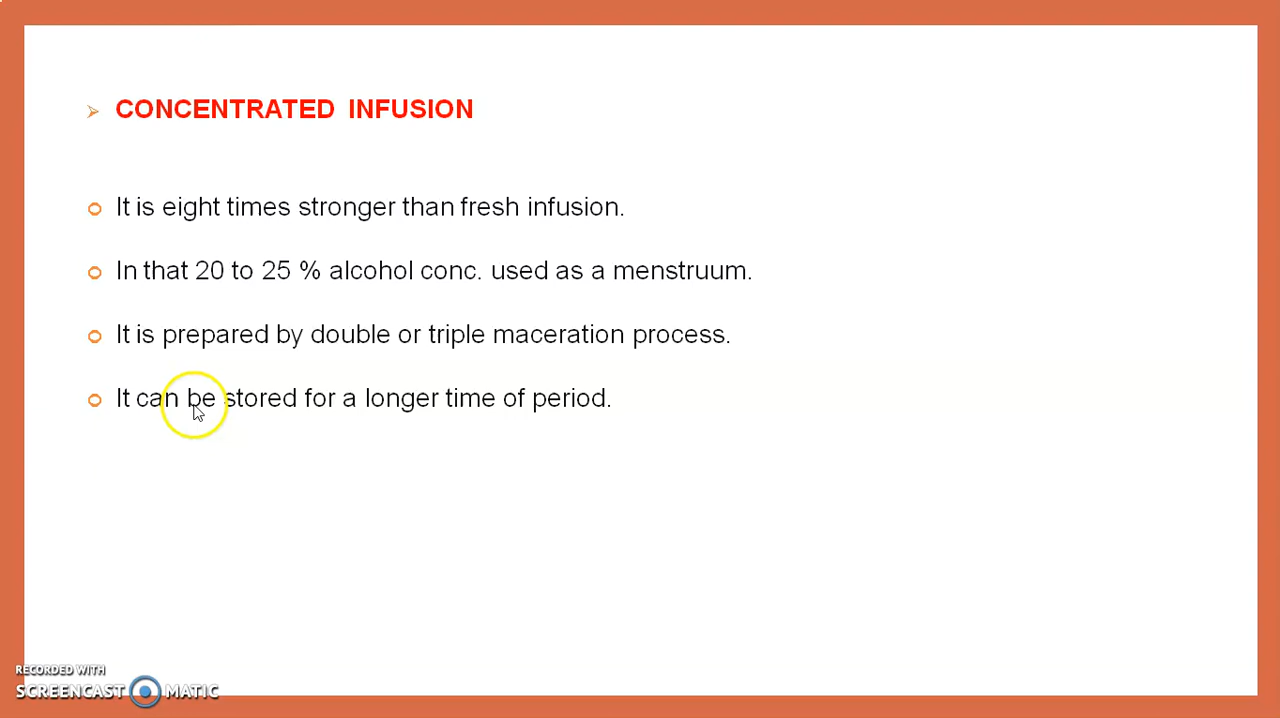 CONCENTRATED INFUSION
It is eight times stronger than fresh infusion.
In that 20 to 25 % alcohol conc. used as a menstruum.
It is prepared by double or triple maceration process.
It can be stored for a longer time of period.
RECORDED WITH
SCREENCAST MATIC